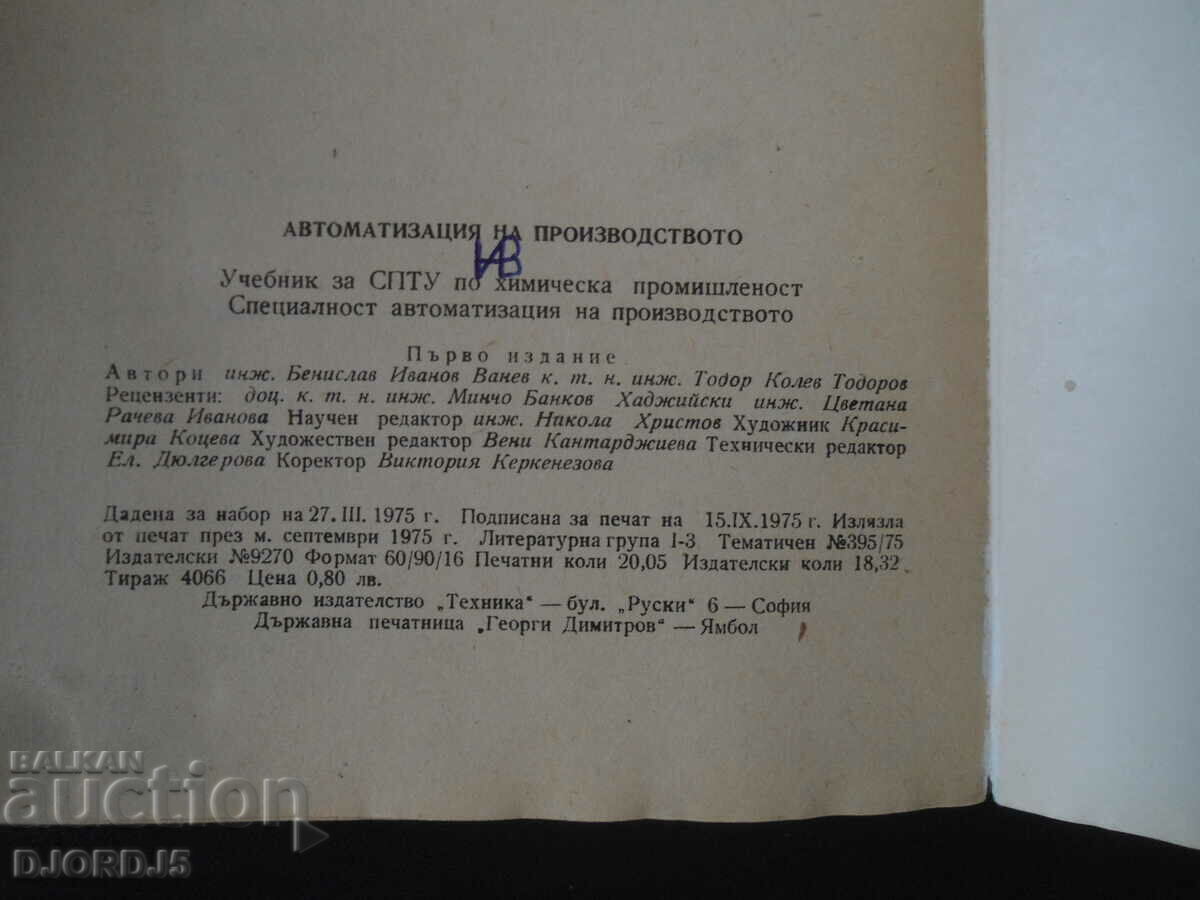 АВТОМАТИЗАЦИЯ НА ПРОИЗВОДСТВОТО
ИВ
Учебник за СПТУ по химическа промишленост
Специалност автоматизация на производството
Първо издание
Автори инж. Бенислав Иванов Ванев к. т. н. инж. Тодор Колев Тодоров
Рецензенти: доц. к. т. н. инж. Минчо Банков Хаджийски инж. Цветана
Рачева Иванова Научен редактор инж. Никола Христов Художник Краси-
мира Коцева Художествен редактор Вени Кантарджиева Технически редактор
Ел. Дюлгерова Коректор Виктория Керкенезова
Дадена за набор на 27. III. 1975 г. Подписана за печат на 15.IX.1975 г. Излязла
от печат през м. септември 1975 г. Литературна група I-3 Тематичен №395/75
Издателски №9270 Формат 60/90/16 Печатни коли 20,05 Издателски коли 18,32
Тираж 4066 Цена 0,80 лв.
Държавно издателство „Техника“ — бул. „Руски“ 6 — София
Държавна печатница „Георги Димитров“ — Ямбол
BALKAN
auction
DJORDJ5